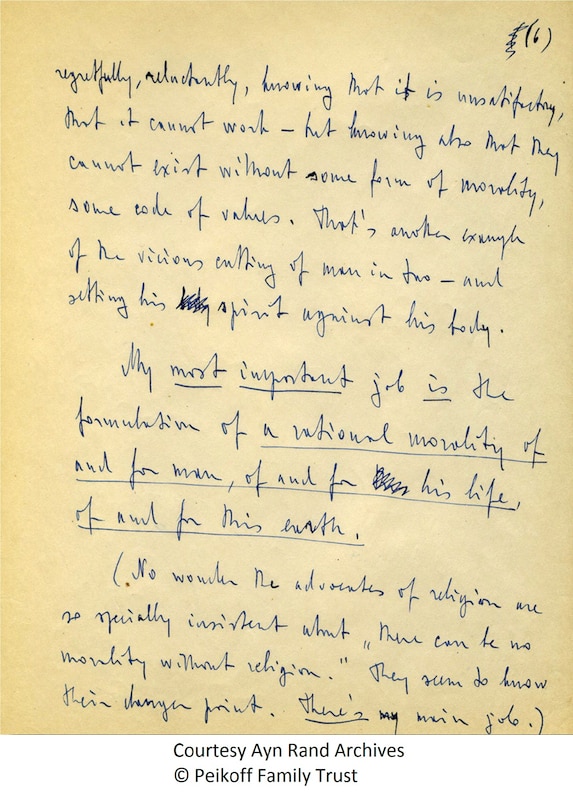 (6)
regretfully, reluctantly, knowing that it is unsatisfactory,
that it cannot work – but knowing also that they
cannot exist without some form of morality,
some code of values. That's another example
of the vicious cutting of man in two – and
setting his spirit against his body.
My most important job is the
formulation of a rational morality of
and for man, of and for his life,
of and for this earth.
(No wonder the advocates of religion are
so specially insistent about „there can be no
morality without religion." They seem to know
their danger point. There's my main job.)
Courtesy Ayn Rand Archives
© Peikoff Family Trust